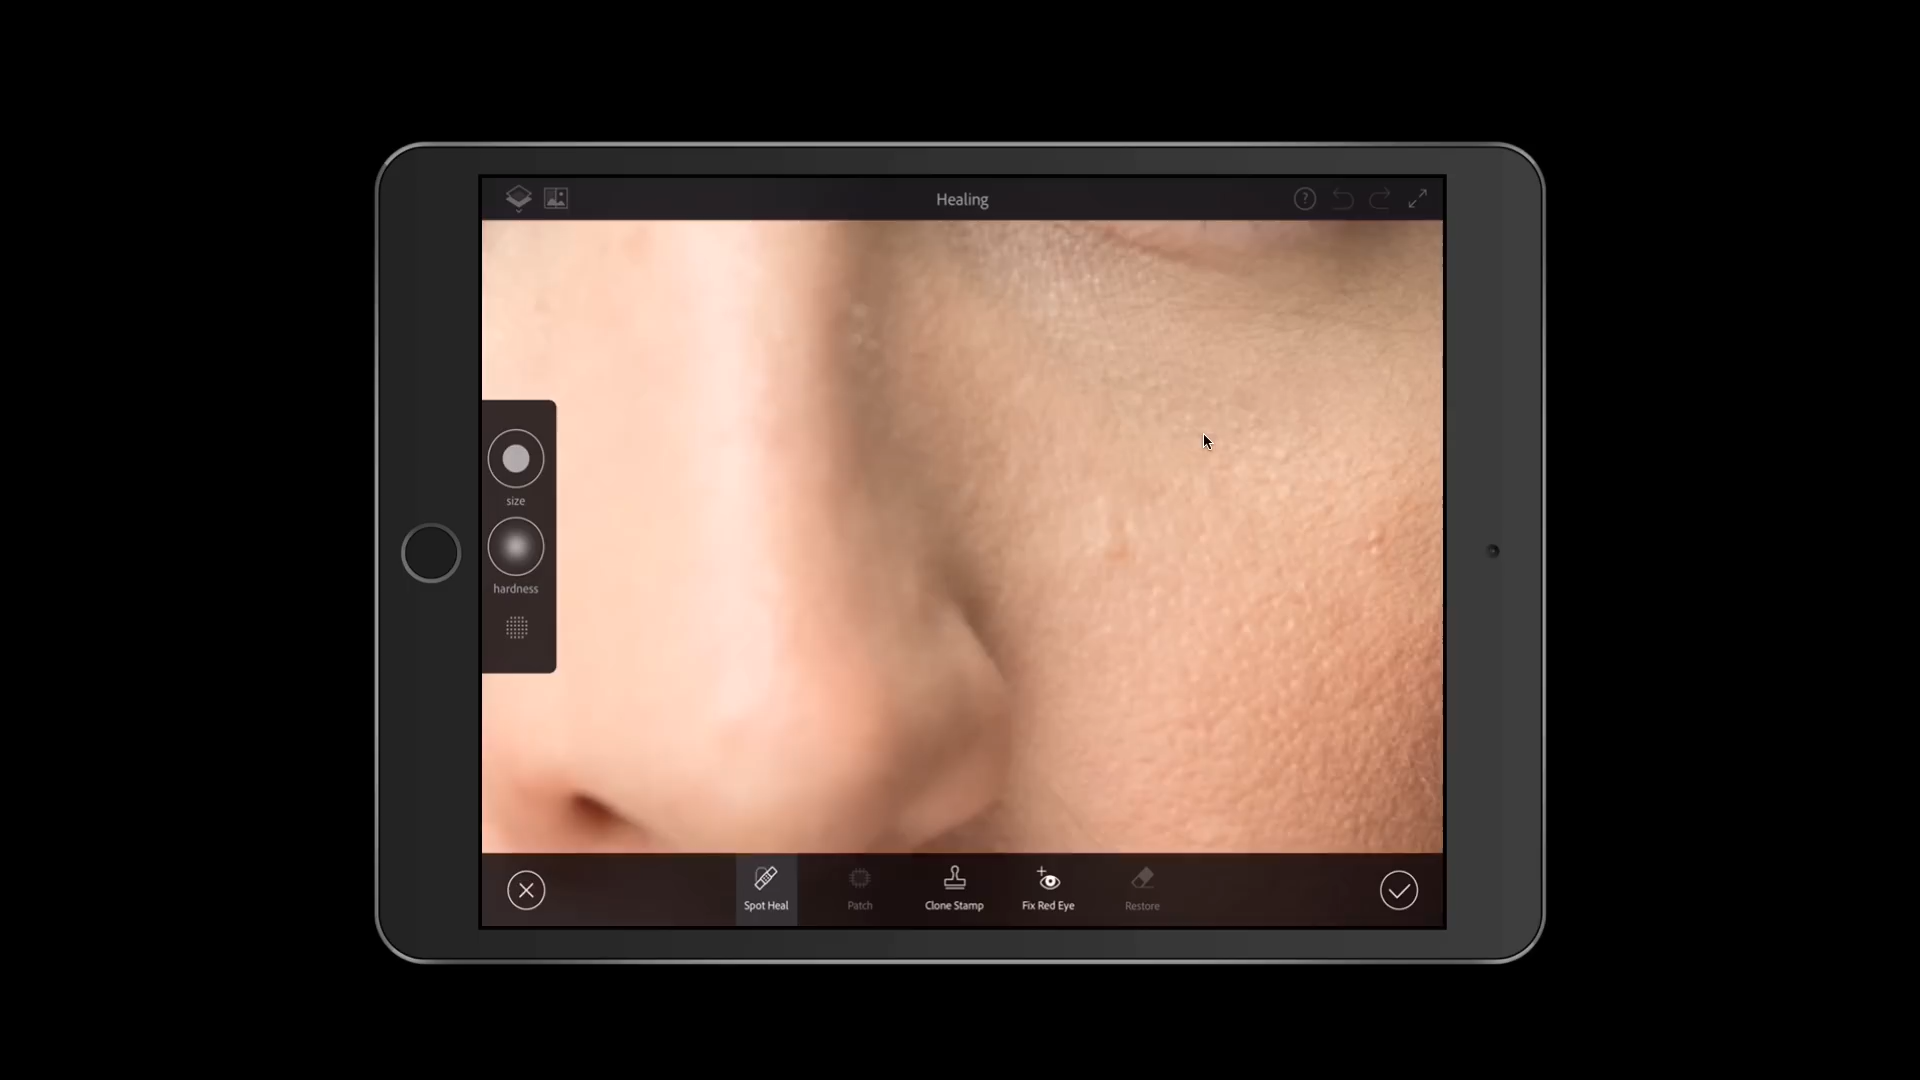 Healing
?
size
hardness
Spot Heal
Patch
Clone Stamp
Fix Red Eye
Restore